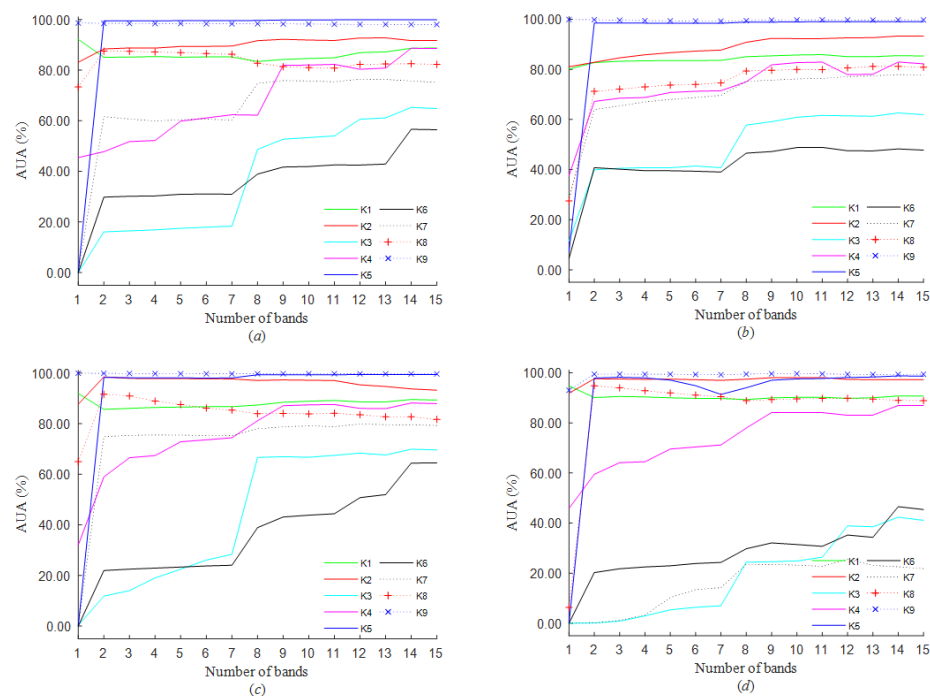 100.00
80.00
60.00
40.00
20.00
0.00
AUA (%)
K1 K6
K2 K7
K3 K8
K4 K9
K5
1 2 3 4 5 6 7 8 9 10 11 12 13 14 15
Number of bands
(a)
100.00
80.00
60.00
40.00
20.00
0.00
AUA (%)
K1 K6
K2 K7
K3 K8
K4 K9
K5
1 2 3 4 5 6 7 8 9 10 11 12 13 14 15
Number of bands
(b)
100.00
80.00
60.00
40.00
20.00
0.00
AUA (%)
K1 K6
K2 K7
K3 K8
K4 K9
K5
1 2 3 4 5 6 7 8 9 10 11 12 13 14 15
Number of bands
(c)
100.00
80.00
60.00
40.00
20.00
0.00
AUA (%)
K1 K6
K2 K7
K3 K8
K4 K9
K5
1 2 3 4 5 6 7 8 9 10 11 12 13 14 15
Number of bands
(d)